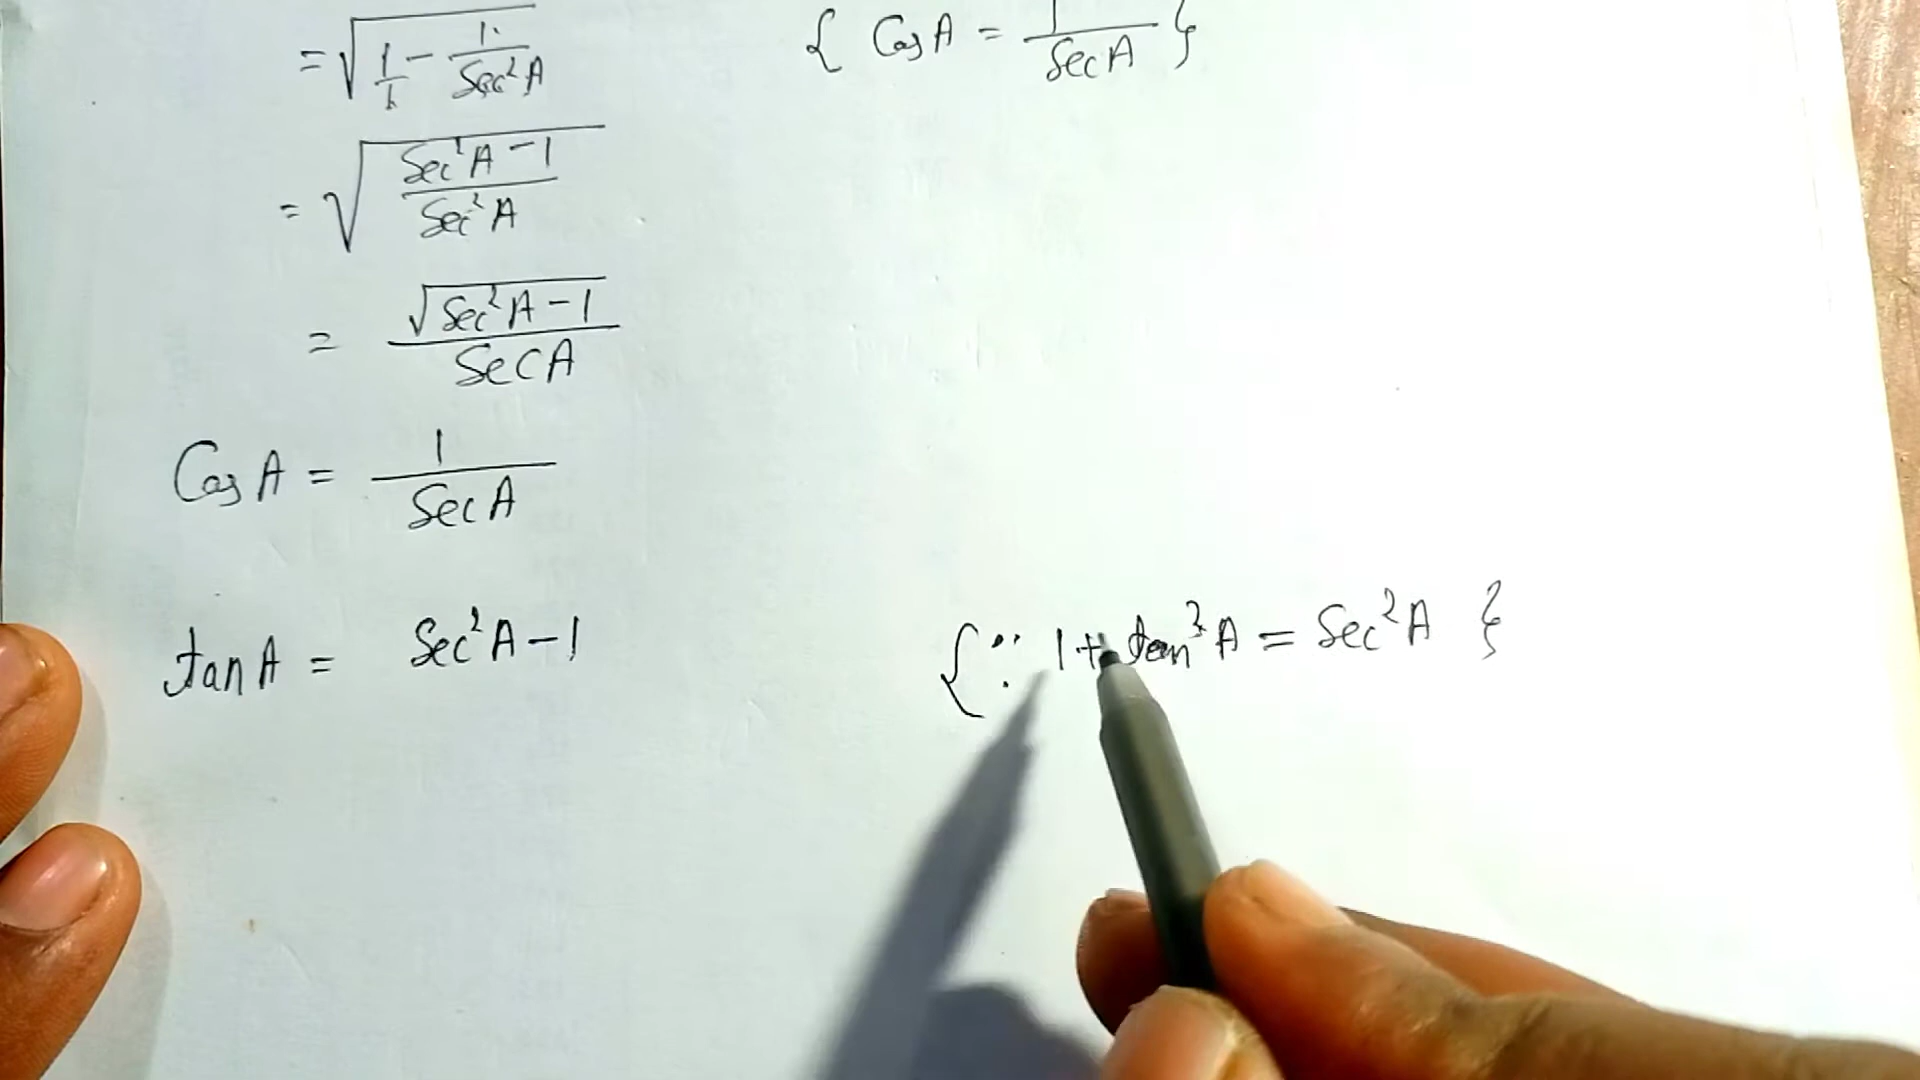 = √(1/1 - 1/Sec²A) { Cos A = 1/Sec A }
= √((Sec²A - 1)/Sec²A)
= √(Sec²A - 1)/Sec A
Cos A = 1/Sec A
tan A = Sec²A - 1 { ∵ 1 + tan²A = Sec²A }